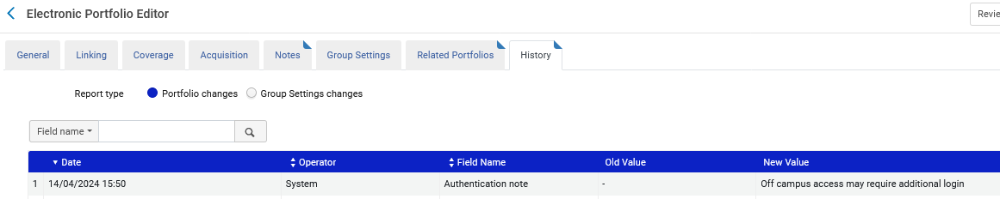 Electronic Portfolio Editor
Revie
General Linking Coverage Acquisition Notes Group Settings Related Portfolios History
Report type Portfolio changes Group Settings changes
Field name
Date Operator Field Name Old Value New Value
1 14/04/2024 15:50 System Authentication note - Off campus access may require additional login